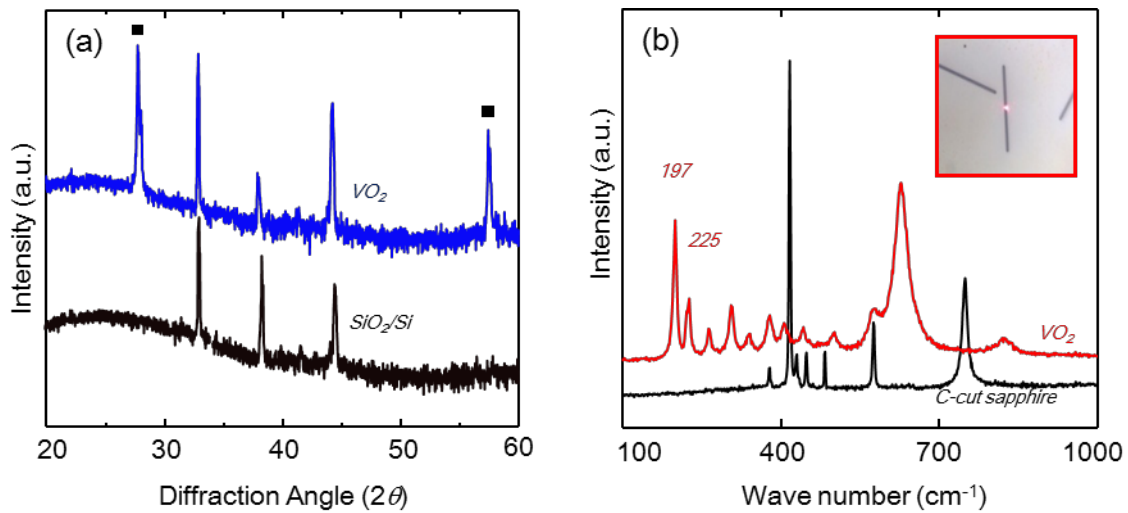 (a)
Intensity (a.u.)
VO₂
SiO₂/Si
20 30 40 50 60
Diffraction Angle (2θ)
(b)
Intensity (a.u.)
197
225
VO₂
C-cut sapphire
100 400 700 1000
Wave number (cm⁻¹)